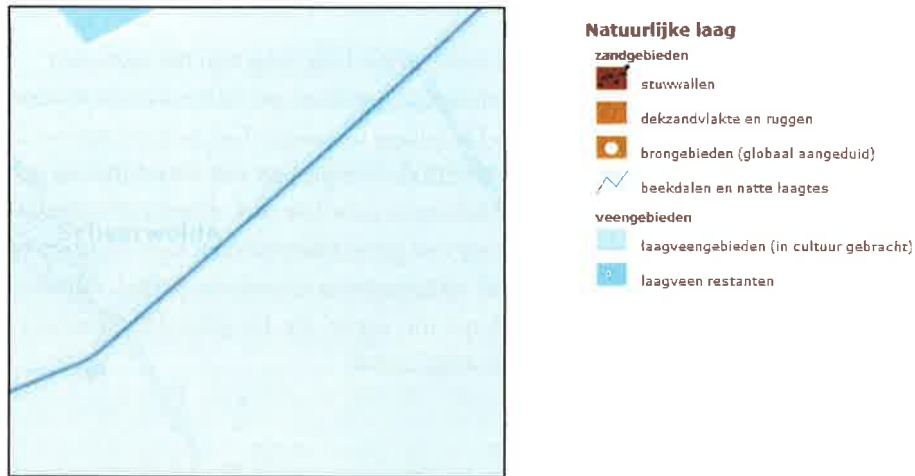 Scheerwolde
Natuurlijke laag
zandgebieden
stuwwallen
dekzandvlakte en ruggen
brongebieden (globaal aangeduid)
beekdalen en natte laagtes
veengebieden
laagveengebieden (in cultuur gebracht)
laagveen restanten